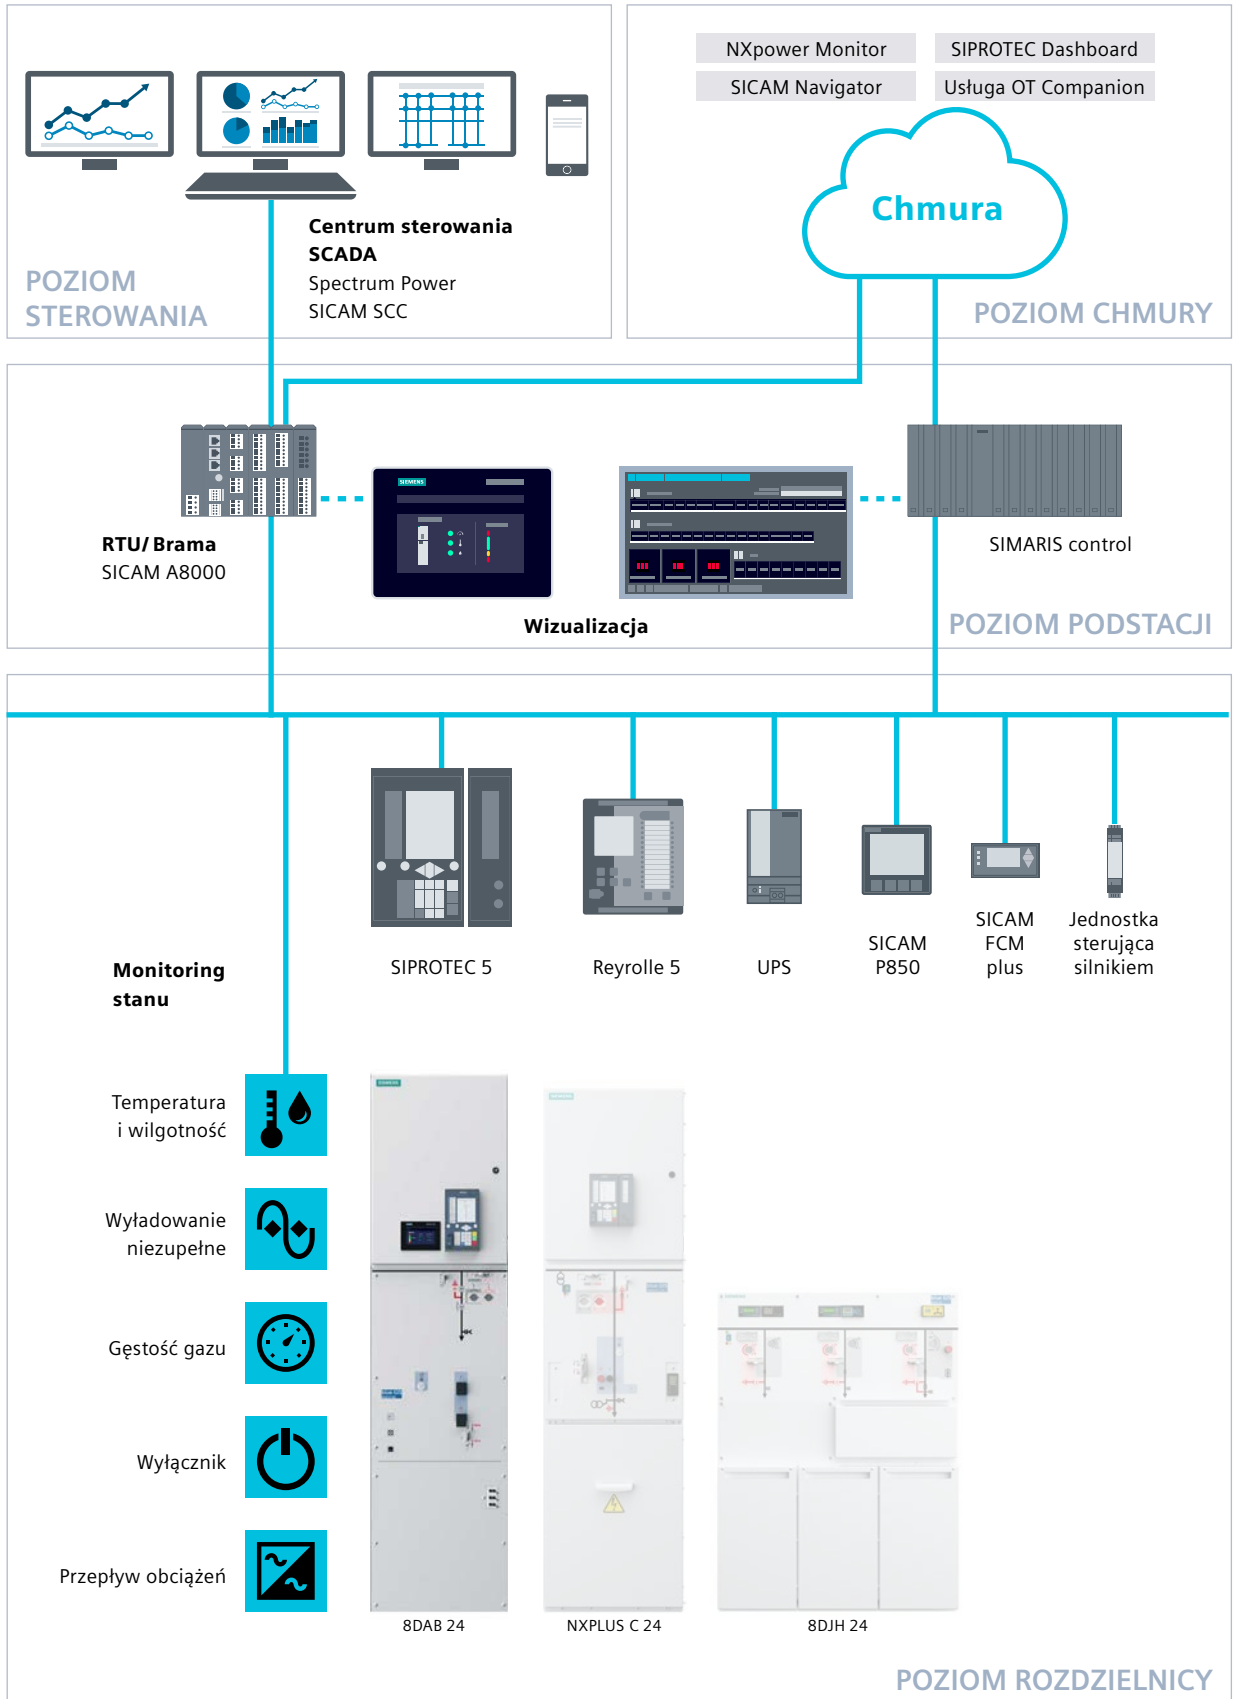 NXpower Monitor
SIPROTEC Dashboard
SICAM Navigator
Usługa OT Companion
Chmura
Centrum sterowania
SCADA
Spectrum Power
SICAM SCC
POZIOM
STEROWANIA
POZIOM CHMURY
SIEMENS
RTU/ Brama
SICAM A8000
SIMARIS control
Wizualizacja
POZIOM PODSTACJI
SIPROTEC 5
Reyrolle 5
UPS
SICAM
P850
SICAM
FCM
plus
Jednostka
sterująca
silnikiem
Monitoring
stanu
Temperatura
i wilgotność
Wyładowanie
niezupełne
Gęstość gazu
Wyłącznik
Przepływ obciążeń
SIEMENS
SIEMENS
8DAB 24
NXPLUS C 24
8DJH 24
POZIOM ROZDZIELNICY